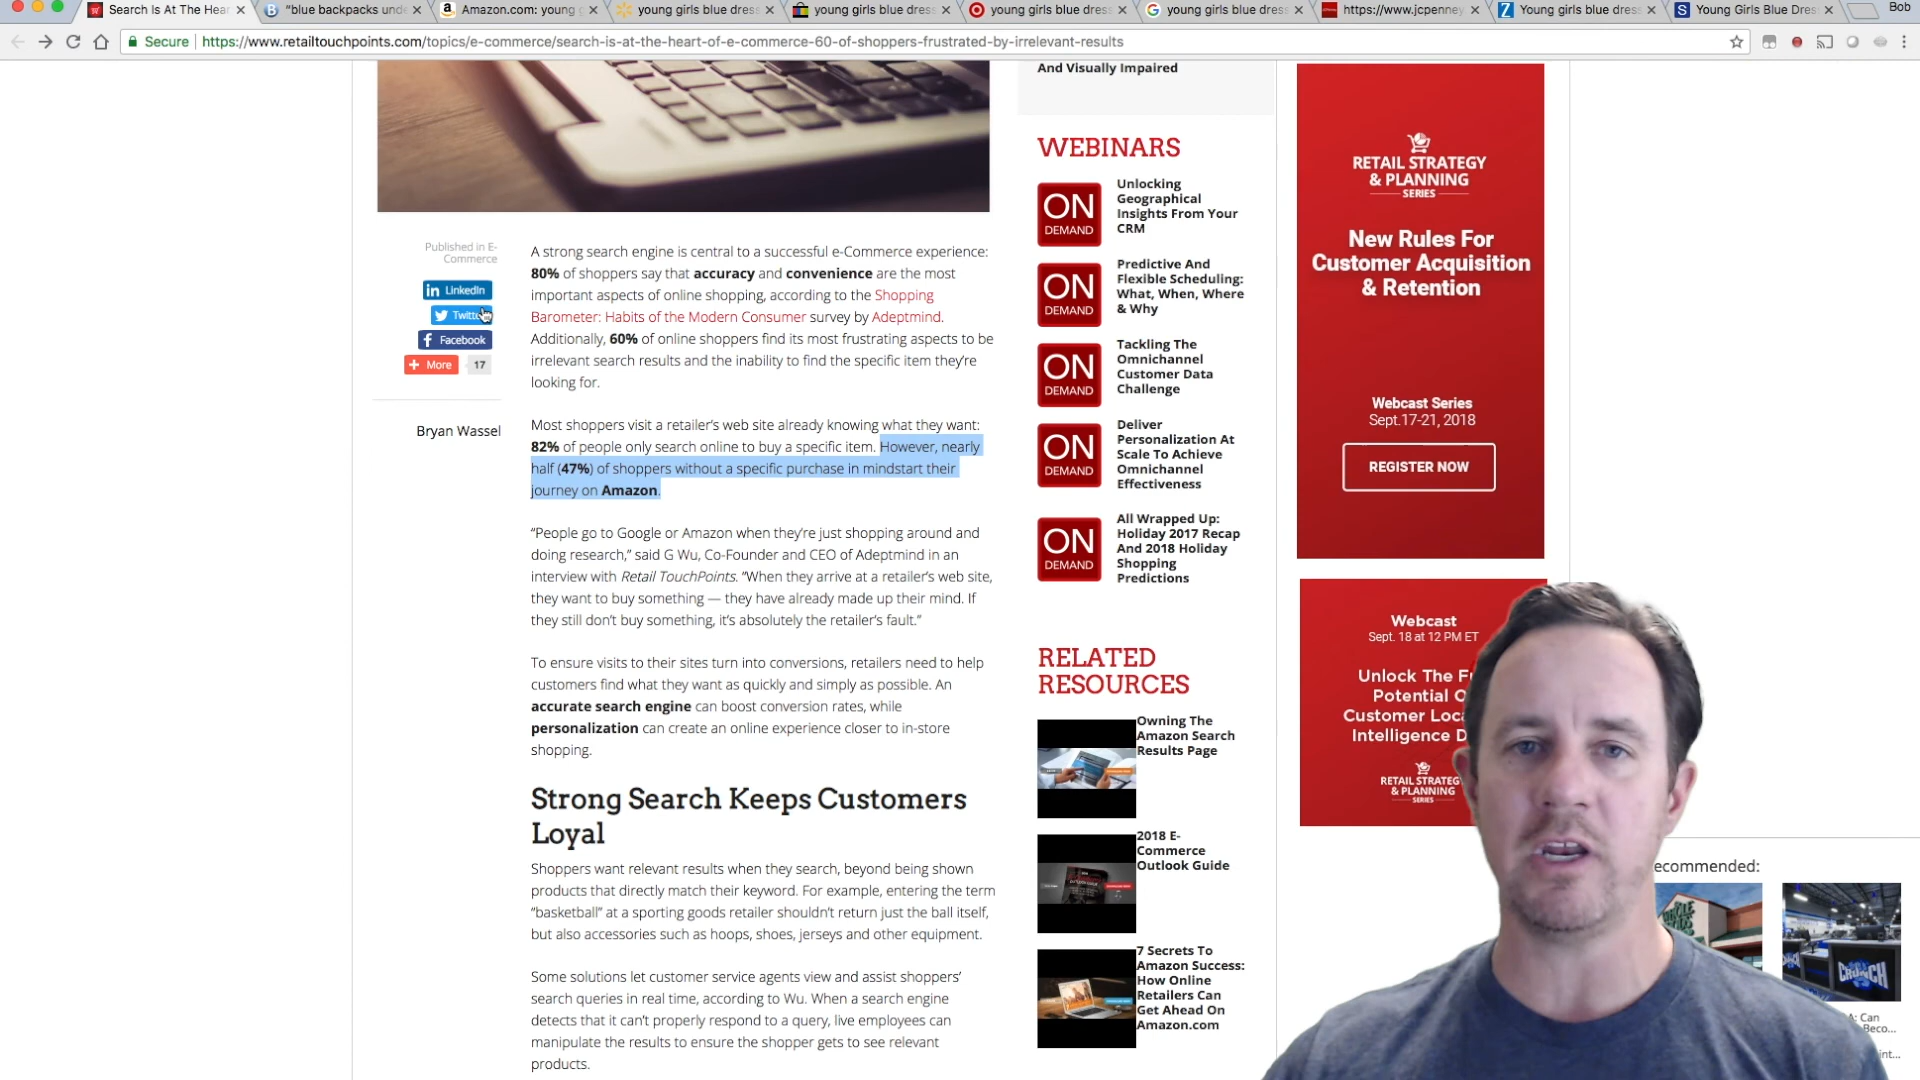 Search Is At The Hear
"blue backpacks und
Amazon.com: young g
young girls blue dres
young girls blue dres
young girls blue dres
young girls blue dres
https://www.jcpenney
Young girls blue dres
Young Girls Blue Dres
Bob
Secure
https://www.retailtouchpoints.com/topics/e-commerce/search-is-at-the-heart-of-e-commerce-60-of-shoppers-frustrated-by-irrelevant-results
Published in E-
Commerce
in LinkedIn
Twitte
Facebook
+ More 17
Bryan Wassel
A strong search engine is central to a successful e-Commerce experience:
80% of shoppers say that accuracy and convenience are the most
important aspects of online shopping, according to the Shopping
Barometer: Habits of the Modern Consumer survey by Adeptmind.
Additionally, 60% of online shoppers find its most frustrating aspects to be
irrelevant search results and the inability to find the specific item they're
looking for.
Most shoppers visit a retailer's web site already knowing what they want:
82% of people only search online to buy a specific item. However, nearly
half (47%) of shoppers without a specific purchase in mindstart their
journey on Amazon.
"People go to Google or Amazon when they're just shopping around and
doing research," said G Wu, Co-Founder and CEO of Adeptmind in an
interview with Retail TouchPoints. "When they arrive at a retailer's web site,
they want to buy something — they have already made up their mind. If
they still don't buy something, it's absolutely the retailer's fault."
To ensure visits to their sites turn into conversions, retailers need to help
customers find what they want as quickly and simply as possible. An
accurate search engine can boost conversion rates, while
personalization can create an online experience closer to in-store
shopping.
Strong Search Keeps Customers
Loyal
Shoppers want relevant results when they search, beyond being shown
products that directly match their keyword. For example, entering the term
"basketball" at a sporting goods retailer shouldn't return just the ball itself,
but also accessories such as hoops, shoes, jerseys and other equipment.
Some solutions let customer service agents view and assist shoppers'
search queries in real time, according to Wu. When a search engine
detects that it can't properly respond to a query, live employees can
manipulate the results to ensure the shopper gets to see relevant
products.
And Visually Impaired
WEBINARS
ON
DEMAND
Unlocking
Geographical
Insights From Your
CRM
ON
DEMAND
Predictive And
Flexible Scheduling:
What, When, Where
& Why
ON
DEMAND
Tackling The
Omnichannel
Customer Data
Challenge
ON
DEMAND
Deliver
Personalization At
Scale To Achieve
Omnichannel
Effectiveness
ON
DEMAND
All Wrapped Up:
Holiday 2017 Recap
And 2018 Holiday
Shopping
Predictions
RELATED
RESOURCES
Owning The
Amazon Search
Results Page
2018 E-
Commerce
Outlook Guide
7 Secrets To
Amazon Success:
How Online
Retailers Can
Get Ahead On
Amazon.com
RETAIL STRATEGY
& PLANNING
SERIES
New Rules For
Customer Acquisition
& Retention
Webcast Series
Sept.17-21, 2018
REGISTER NOW
Webcast
Sept. 18 at 12 PM ET
Unlock The F
Potential O
Customer Loca
Intelligence D
RETAIL STRATEG
& PLANNING
SERIES
ecommended:
CRUNCH
A: Can
Beco...
int...